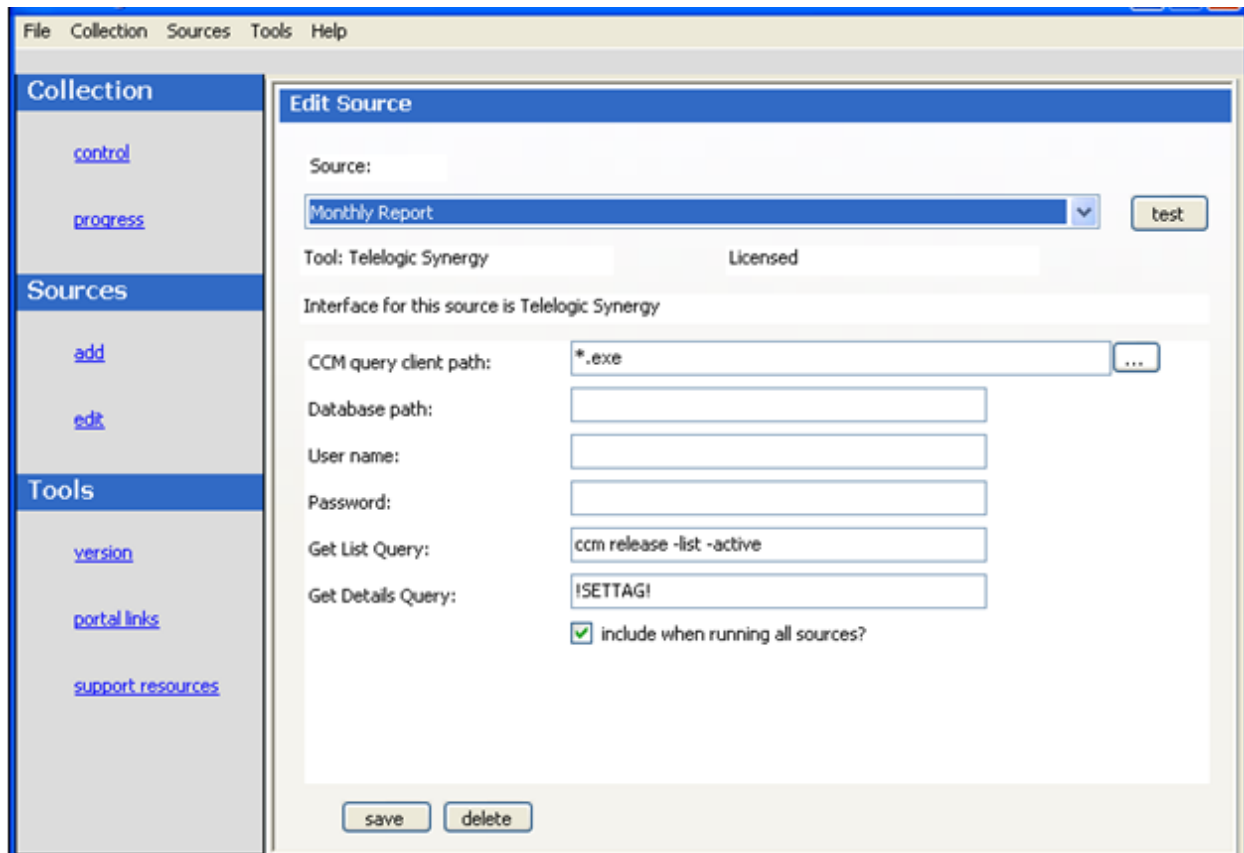 File Collection Sources Tools Help
Collection
control
progress
Sources
add
edit
Tools
version
portal links
support resources
Edit Source
Source:
Monthly Report
test
Tool: Telelogic Synergy Licensed
Interface for this source is Telelogic Synergy
CCM query client path: *.exe ...
Database path:
User name:
Password:
Get List Query: ccm release -list -active
Get Details Query: !SETTAG!
include when running all sources?
save delete